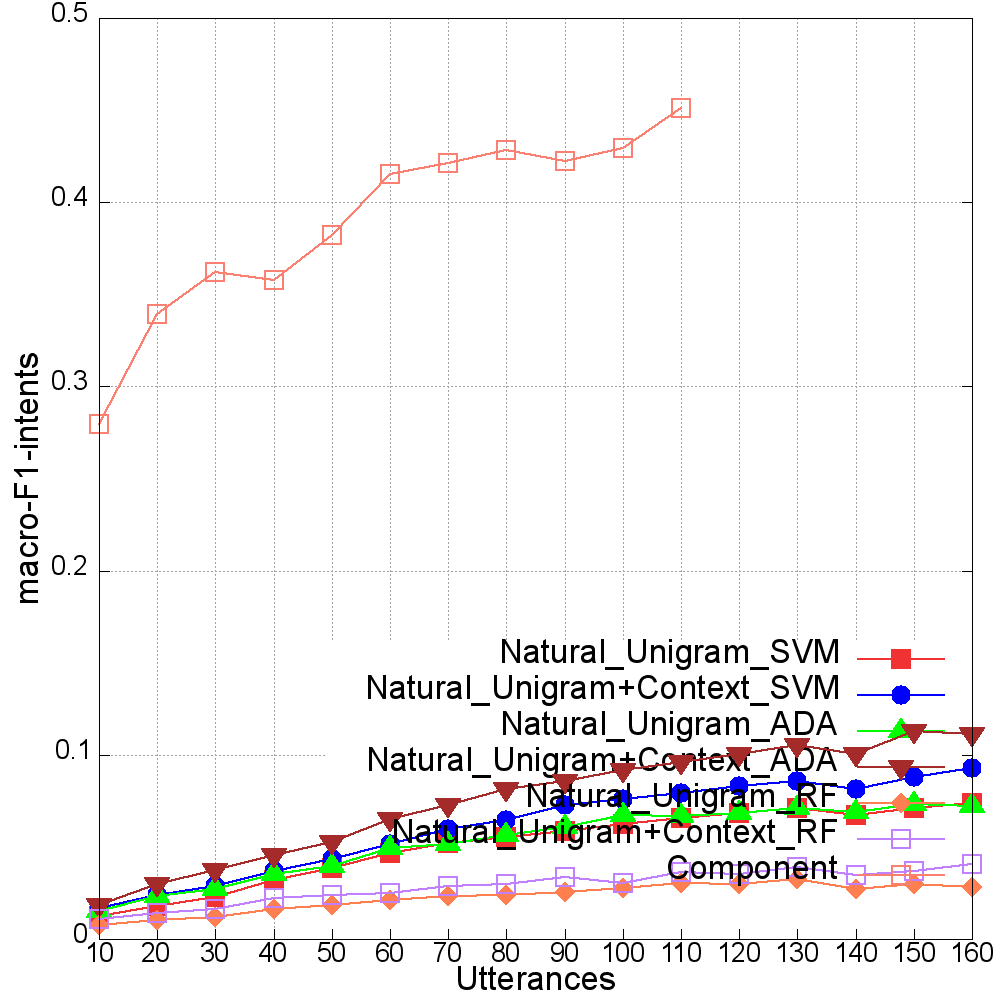 0.5
0.4
0.3
0.2
0.1
0
macro-F1-intents
Natural_Unigram_SVM
Natural_Unigram+Context_SVM
Natural_Unigram_ADA
Natural_Unigram+Context_ADA
Natural_Unigram_RF
Natural_Unigram+Context_RF
Component
10 20 30 40 50 60 70 80 90 100 110 120 130 140 150 160
Utterances